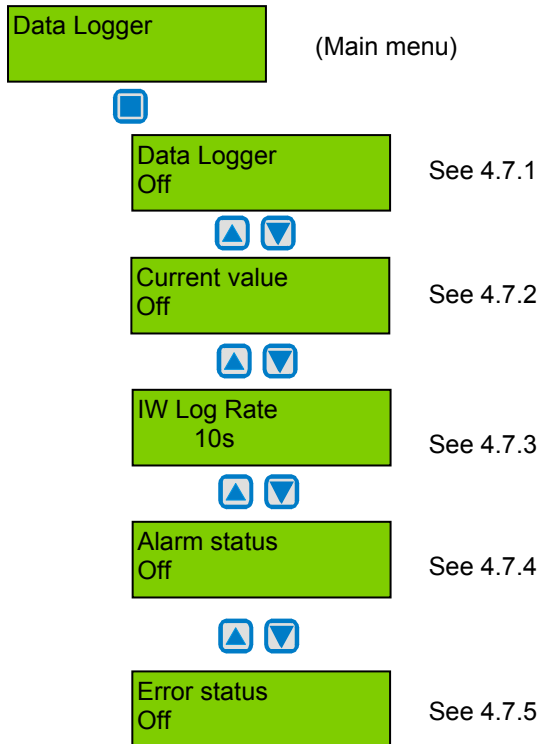 Data Logger
(Main menu)
Data Logger
Off
See 4.7.1
Current value
Off
See 4.7.2
IW Log Rate
10s
See 4.7.3
Alarm status
Off
See 4.7.4
Error status
Off
See 4.7.5